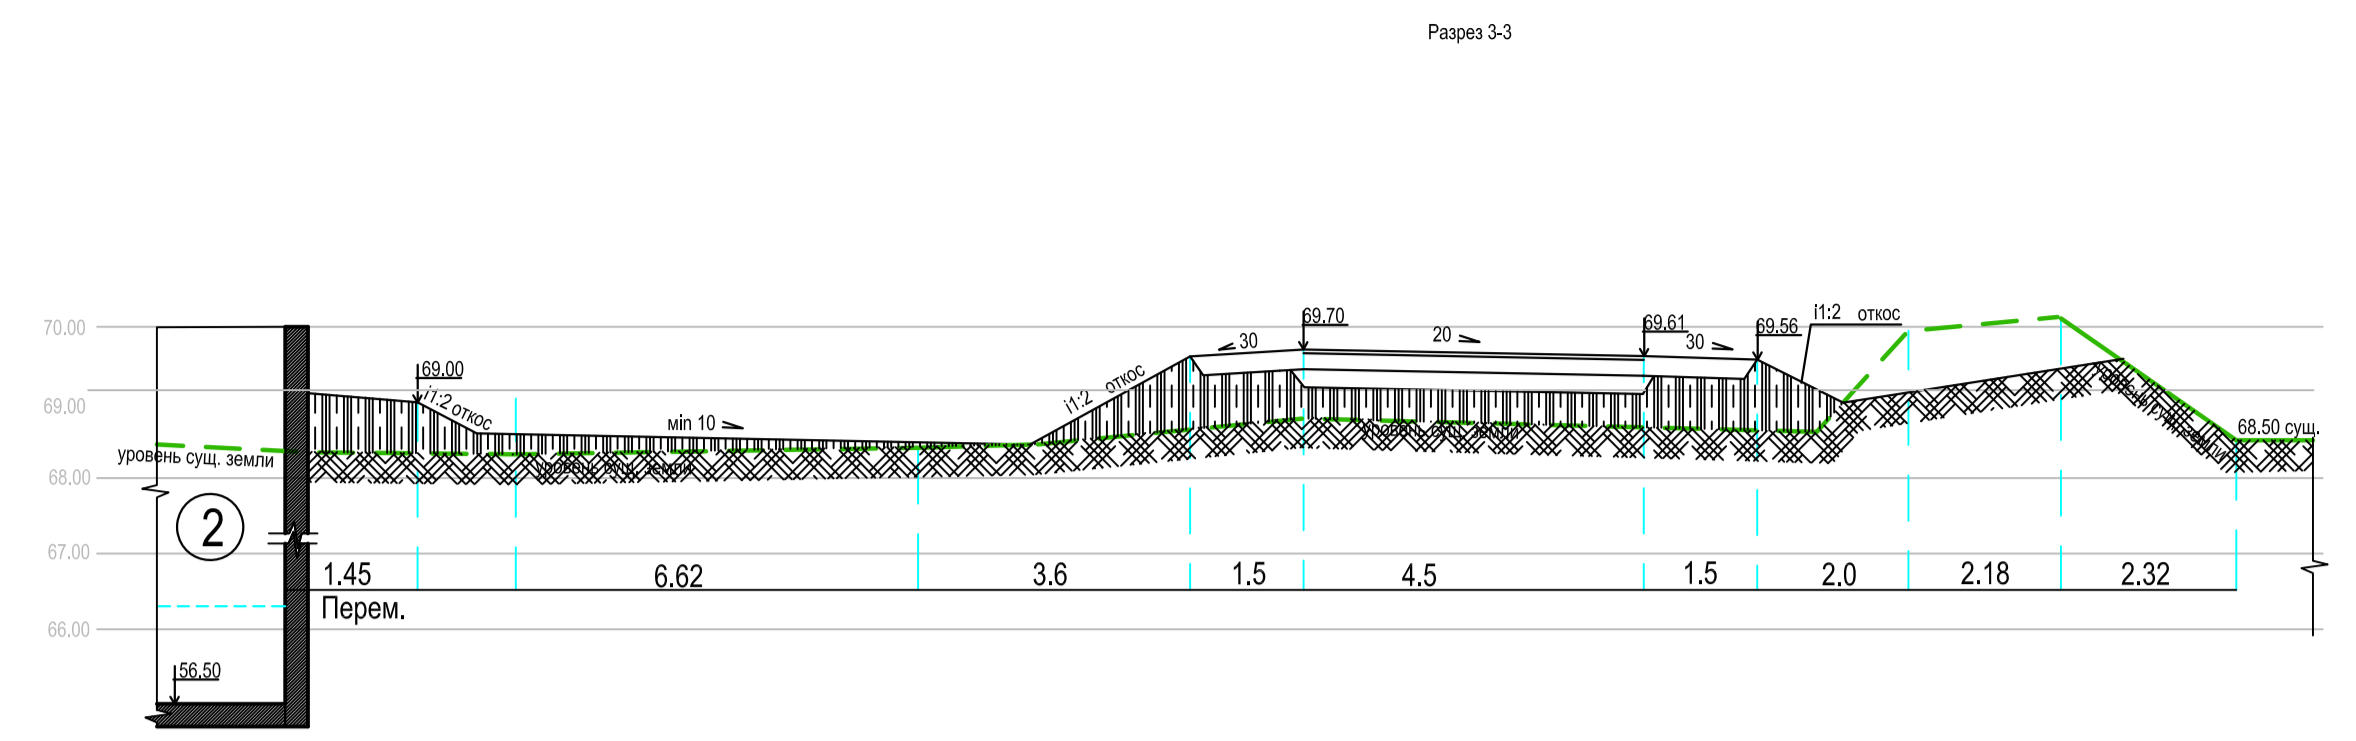 Разрез 3-3
70.00
69.00
68.00
67.00
66.00
69.00
i1:2 откос
min 10
i1:2 откос
30
69.70
20
69.61
30
69.56
i1:2 откос
68.50 сущ.
уровень сущ. земли
уровень сущ. земли
уровень сущ. земли
уровень сущ. земли
2
1.45
6.62
3.6
1.5
4.5
1.5
2.0
2.18
2.32
Перем.
56.50